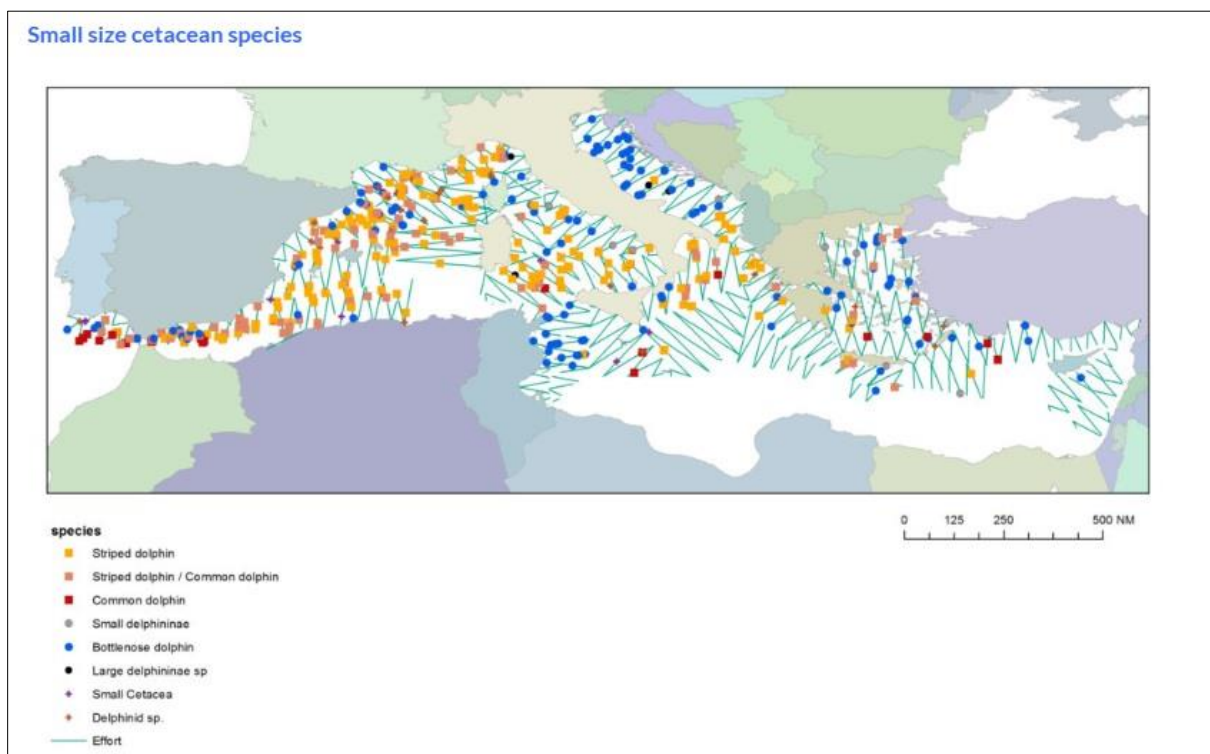 Small size cetacean species
species
Striped dolphin
Striped dolphin / Common dolphin
Common dolphin
Small delphininae
Bottlenose dolphin
Large delphininae sp
Small Cetacea
Delphinid sp.
Effort
0 125 250 500 NM